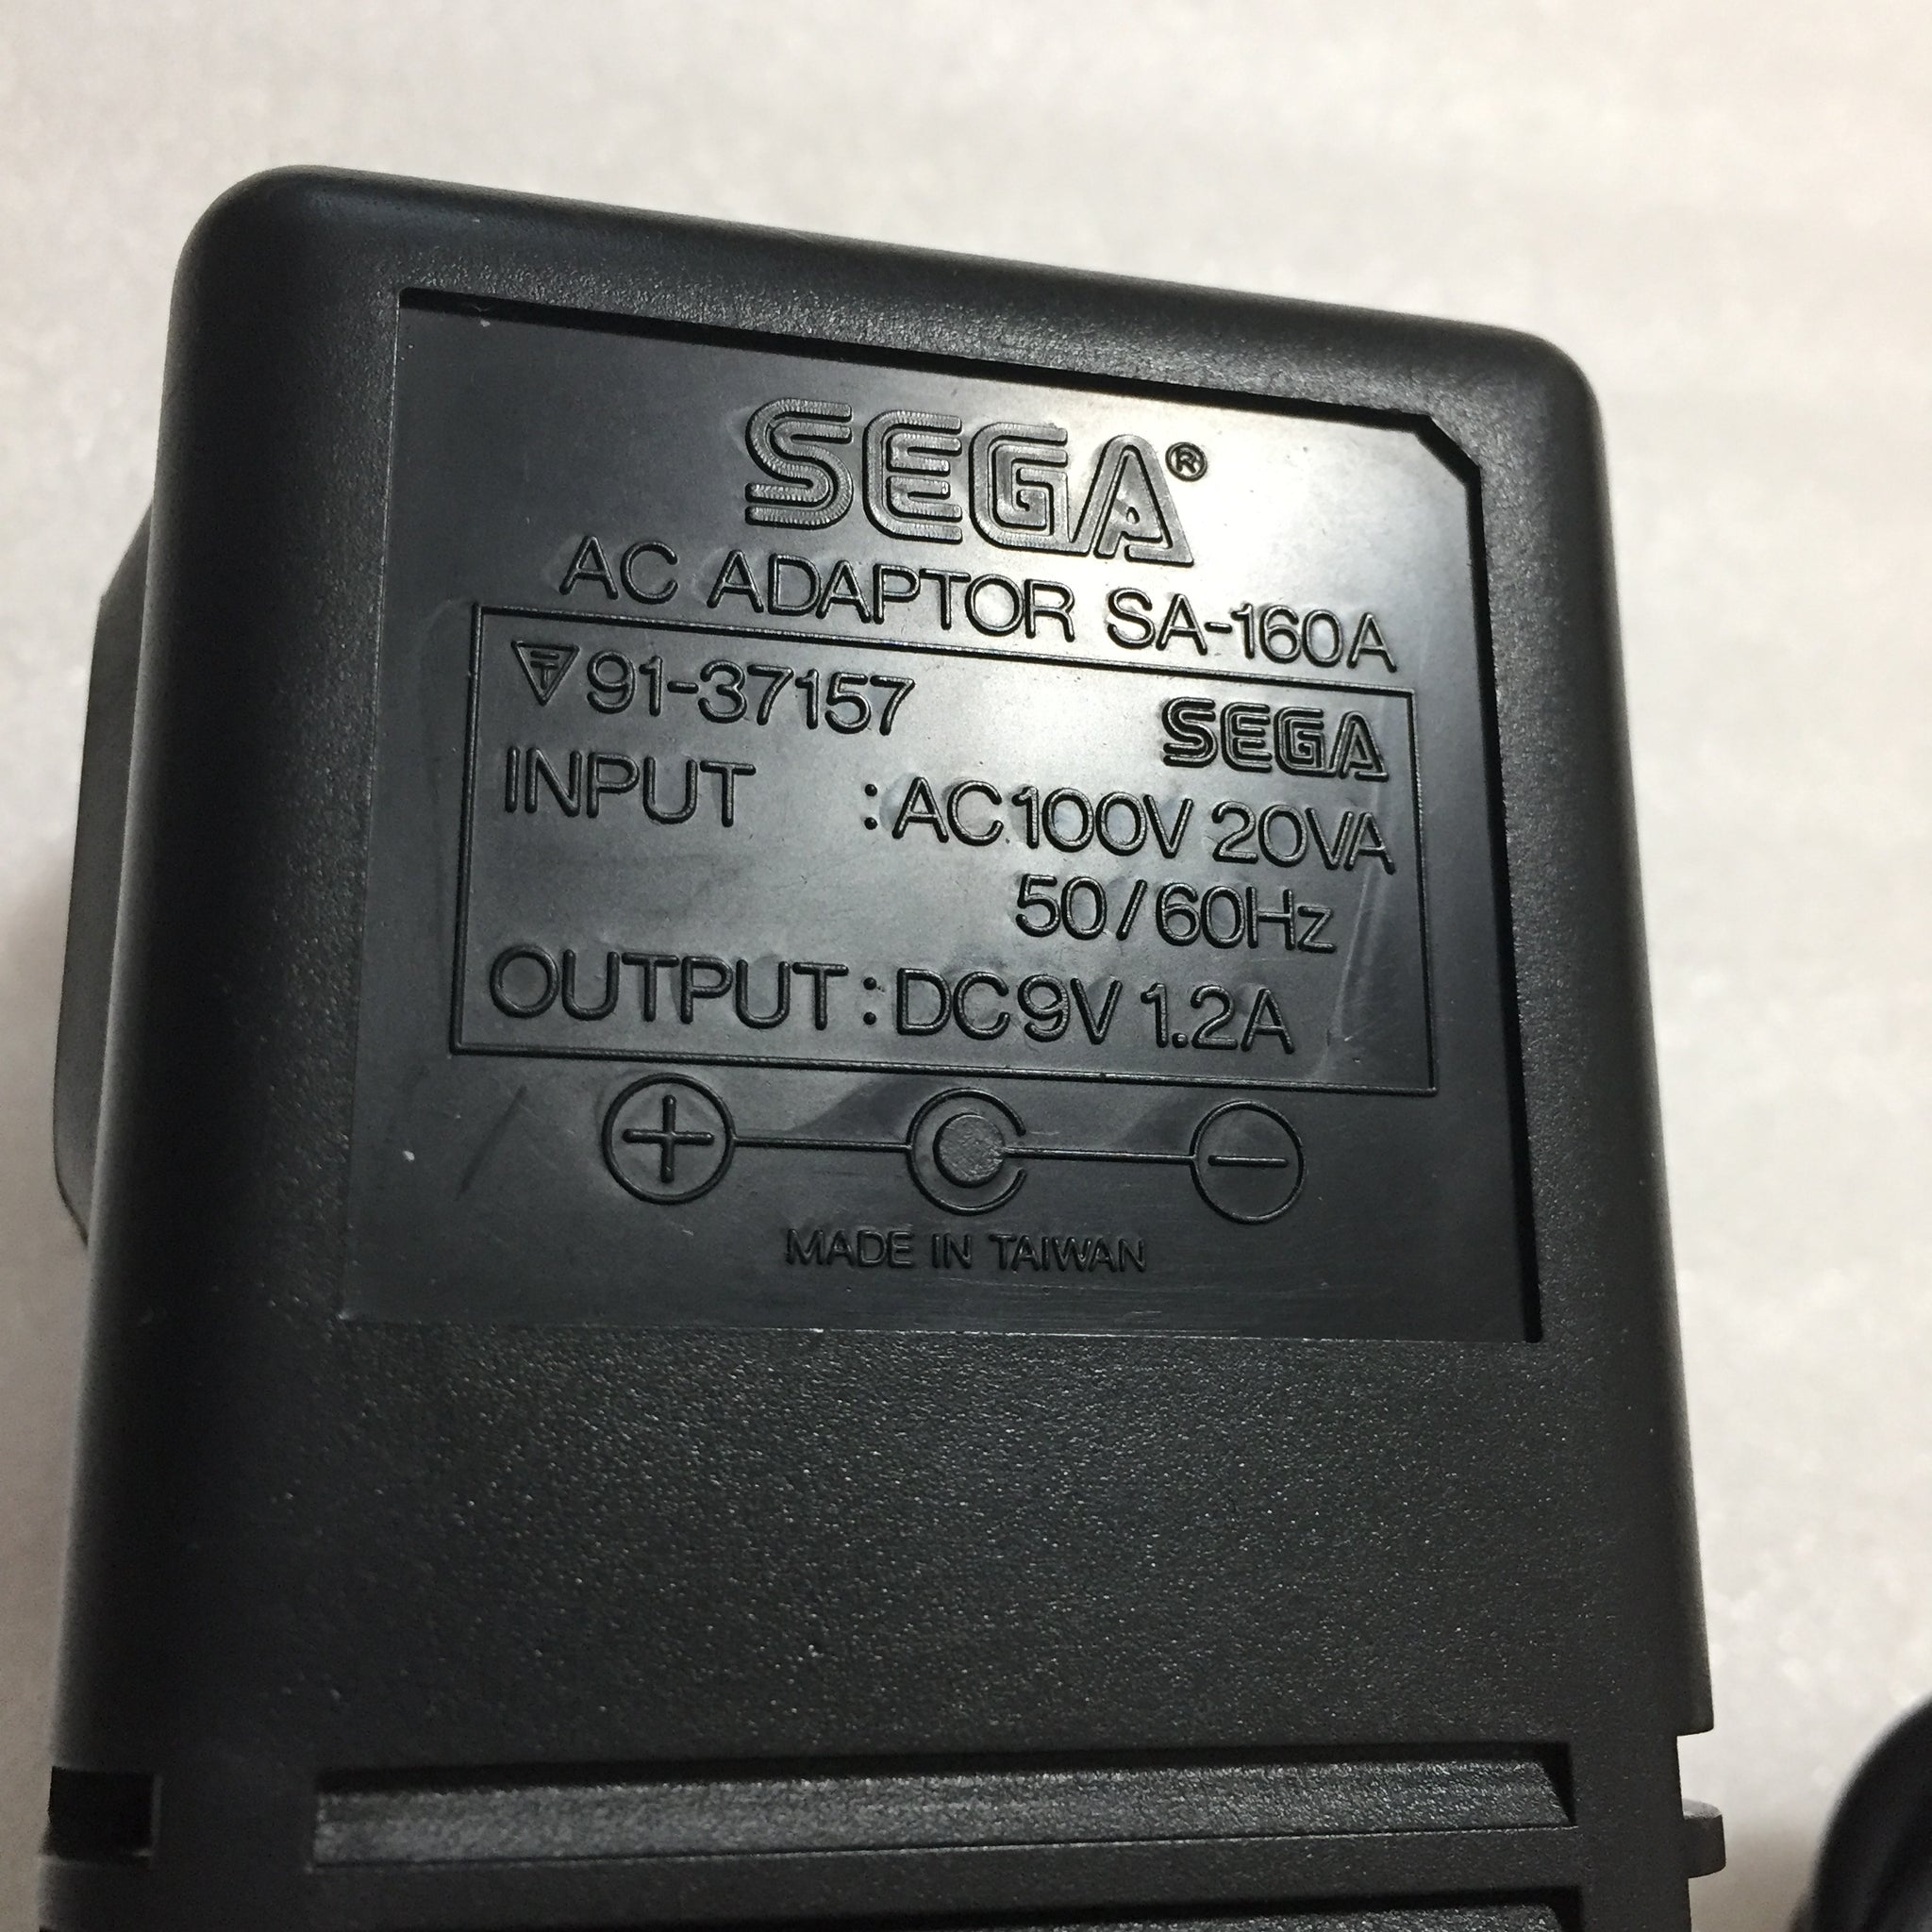 SEGA®
AC ADAPTOR SA-160A
91-37157 SEGA
INPUT : AC100V 20VA
50/60Hz
OUTPUT : DC9V 1.2A
MADE IN TAIWAN